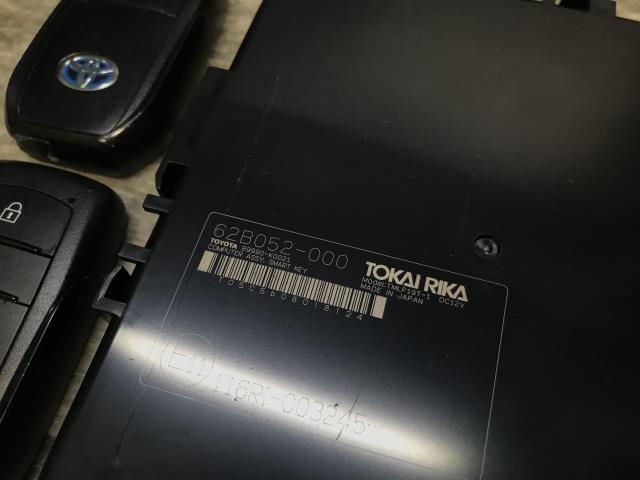 62B052-000
TOYOTA 89990-K0021
COMPUTER ASSY, SMART KEY
105C5b08018124
TOKAI RIKA
MODEL:TMLF19T-1 DC12V
MADE IN JAPAN
E11
116RI-003245